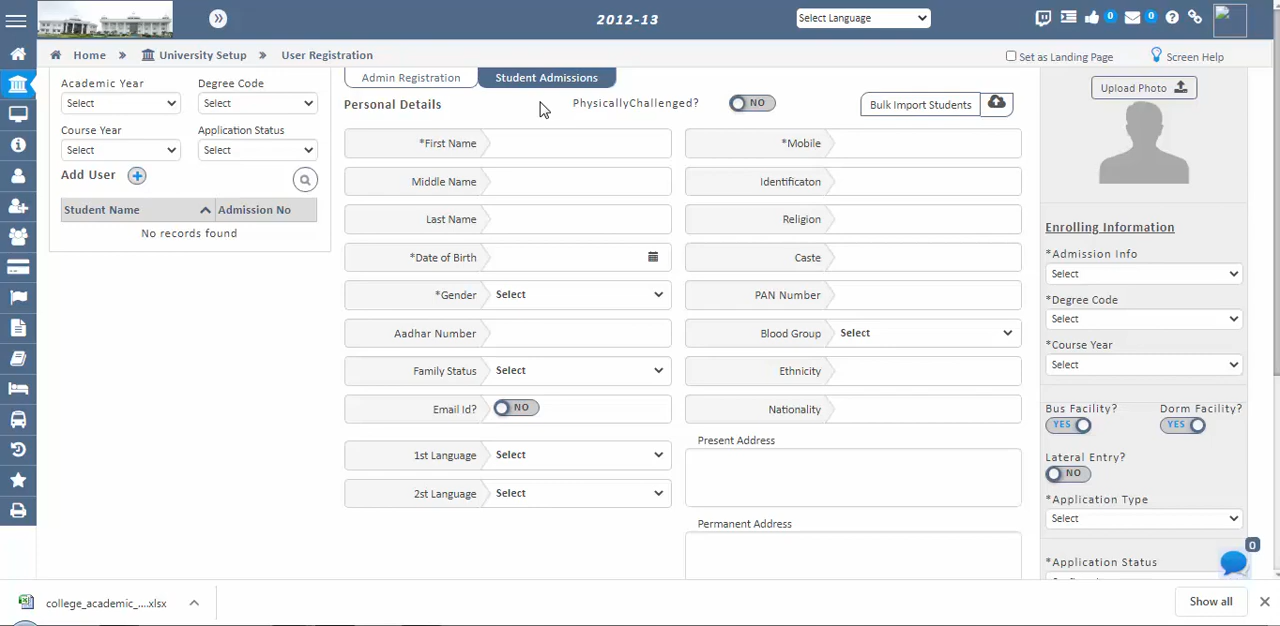 2012-13
Select Language
0
0
Home » University Setup » User Registration
Set as Landing Page
Screen Help
Academic Year
Degree Code
Select
Select
Course Year
Application Status
Select
Select
Add User
Student Name
Admission No
No records found
Admin Registration
Student Admissions
Personal Details
PhysicallyChallenged?
NO
Bulk Import Students
*First Name
*Mobile
Middle Name
Identificaton
Last Name
Religion
*Date of Birth
Caste
*Gender
Select
PAN Number
Aadhar Number
Blood Group
Select
Family Status
Select
Ethnicity
Email Id?
NO
Nationality
1st Language
Select
2st Language
Select
Present Address
Permanent Address
Upload Photo
Enrolling Information
*Admission Info
Select
*Degree Code
Select
*Course Year
Select
Bus Facility?
Dorm Facility?
YES
YES
Lateral Entry?
NO
*Application Type
Select
*Application Status
0
college_academic_....xlsx
Show all